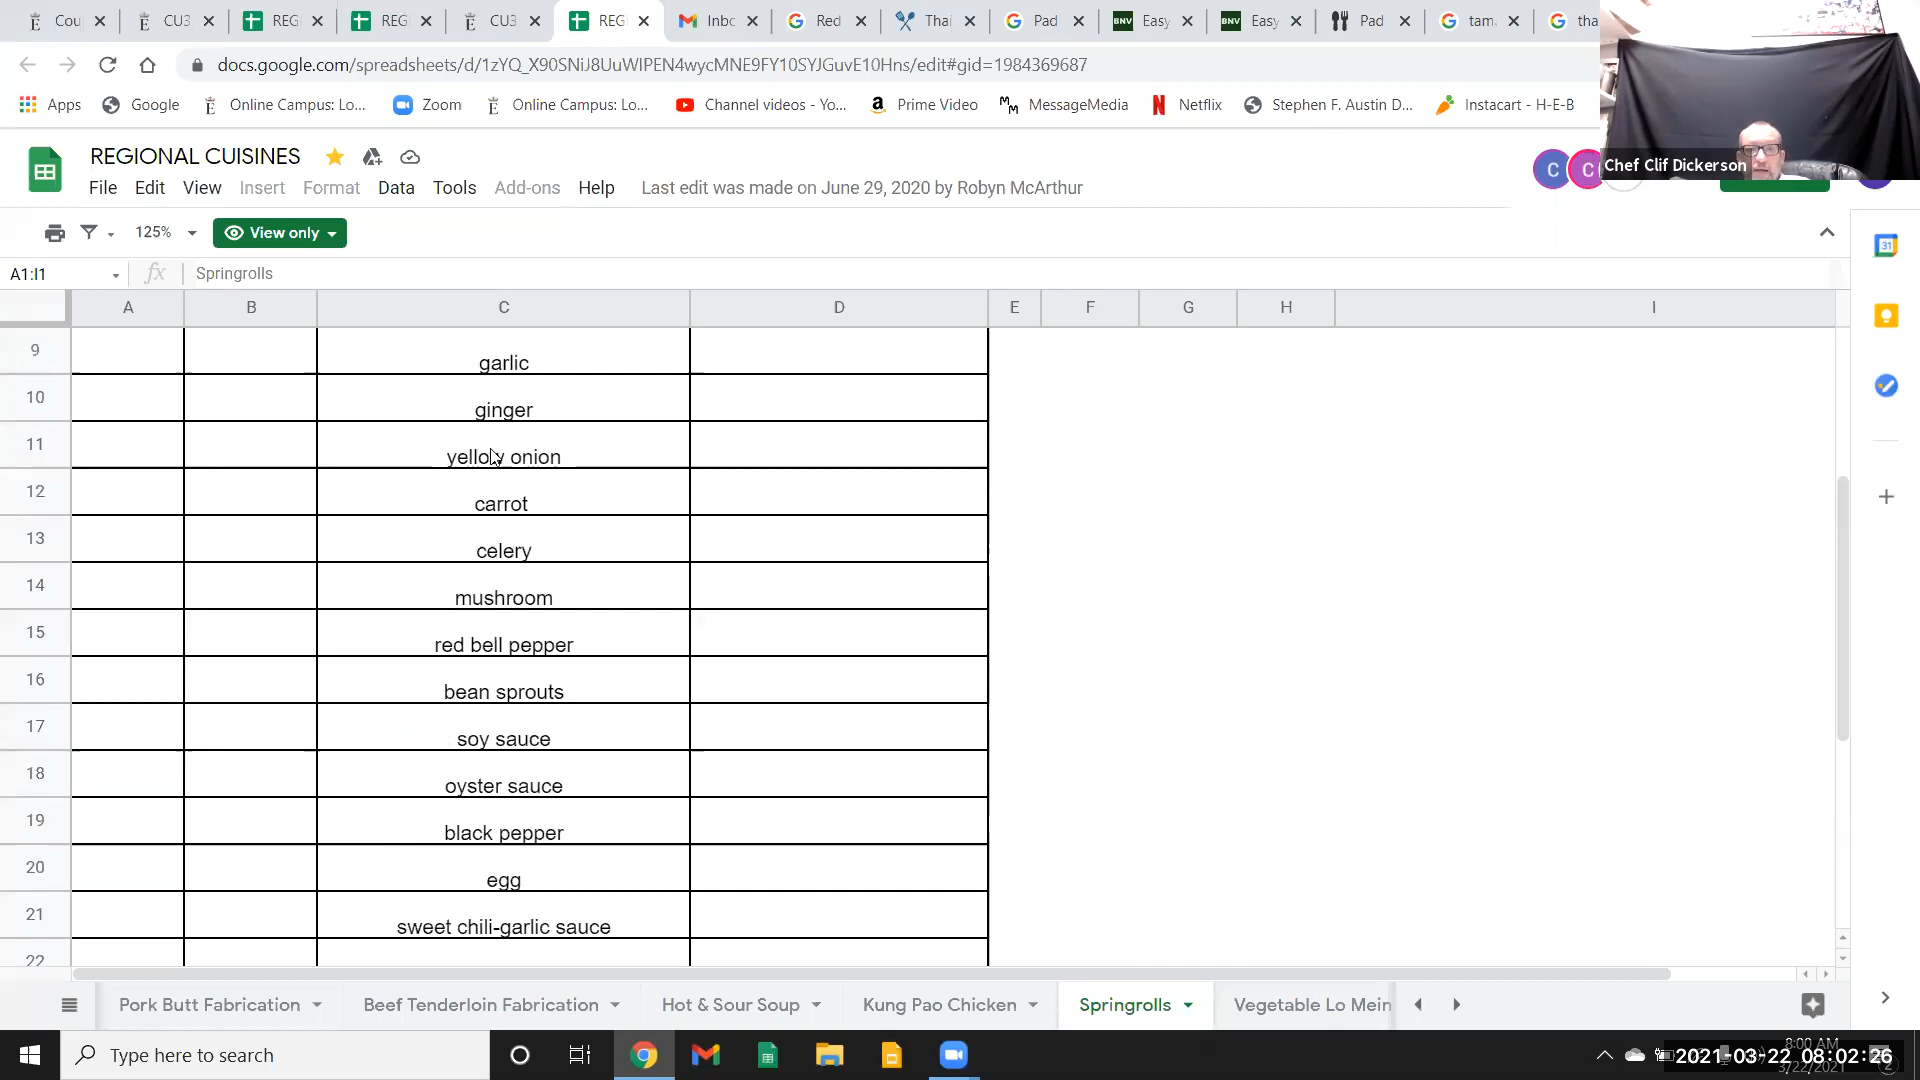 Cou CU3 REG REG CU3 REG Inbc Red Thai Pad Easy Easy Pad tam tha
docs.google.com/spreadsheets/d/1zYQ_X90SNiJ8UuWIPEN4wycMNE9FY10SYJGuvE10Hns/edit#gid=1984369687
Apps Google Online Campus: Lo... Zoom Online Campus: Lo... Channel videos - Yo... Prime Video MessageMedia Netflix Stephen F. Austin D... Instacart - H-E-B
REGIONAL CUISINES
C C Chef Clif Dickerson
File Edit View Insert Format Data Tools Add-ons Help Last edit was made on June 29, 2020 by Robyn McArthur
125% View only
A1:I1 fx Springrolls
A B C D E F G H I
9 garlic
10 ginger
11 yellow onion
12 carrot
13 celery
14 mushroom
15 red bell pepper
16 bean sprouts
17 soy sauce
18 oyster sauce
19 black pepper
20 egg
21 sweet chili-garlic sauce
22
Pork Butt Fabrication Beef Tenderloin Fabrication Hot & Sour Soup Kung Pao Chicken Springrolls Vegetable Lo Mein
Type here to search
8:00 AM
2021-03-22 08:02:26
3/22/2021